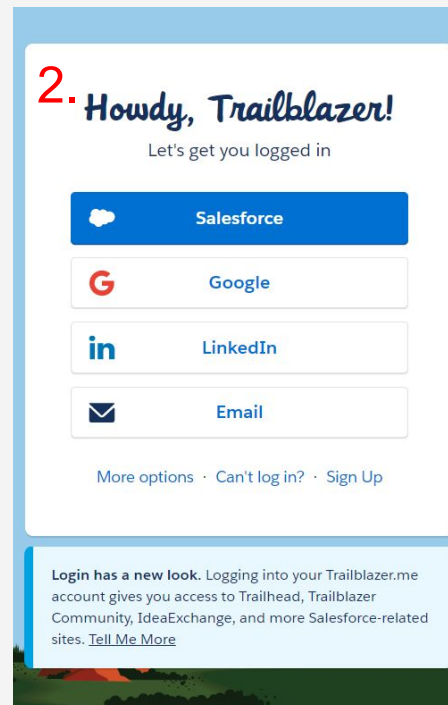 2.
Howdy, Trailblazer!
Let's get you logged in
Salesforce
Google
LinkedIn
Email
More options · Can't log in? · Sign Up
Login has a new look. Logging into your Trailblazer.me
account gives you access to Trailhead, Trailblazer
Community, IdeaExchange, and more Salesforce-related
sites. Tell Me More